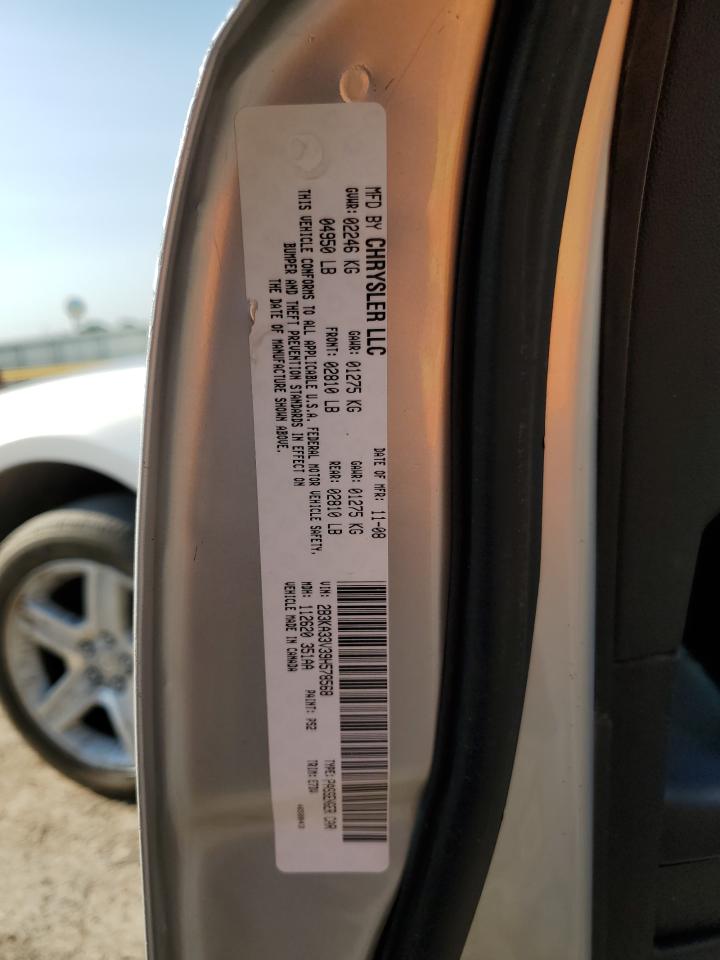 MFD BY CHRYSLER LLC DATE OF MFR: 11-08
GVWR: 02246 KG GAWR: 01275 KG GAWR: 01275 KG
04950 LB FRONT: 02810 LB REAR: 02810 LB
THIS VEHICLE CONFORMS TO ALL APPLICABLE U.S.A. FEDERAL MOTOR VEHICLE SAFETY,
BUMPER AND THEFT PREVENTION STANDARDS IN EFFECT ON
THE DATE OF MANUFACTURE SHOWN ABOVE.
VIN: 2B3KA33V39H578568 TYPE: PASSENGER CAR
MDH: 112620 351AA PAINT: PS2 TRIM:
VEHICLE MADE IN CANADA